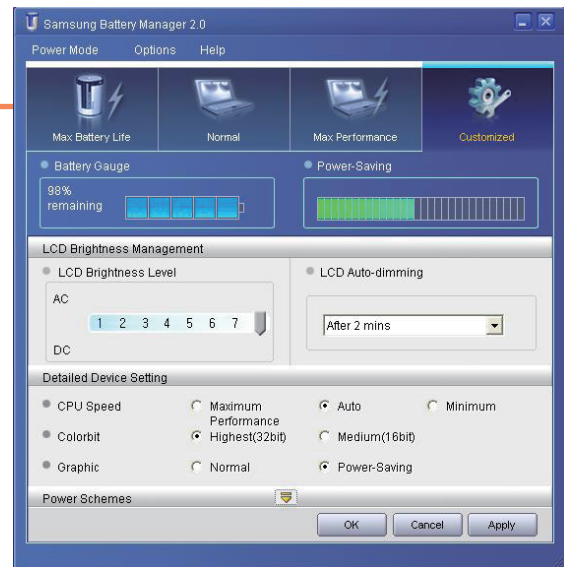 Samsung Battery Manager 2.0
Power Mode Options Help
Max Battery Life Normal Max Performance Customized
Battery Gauge Power-Saving
98%
remaining
LCD Brightness Management
LCD Brightness Level LCD Auto-dimming
AC
1 2 3 4 5 6 7
After 2 mins
DC
Detailed Device Setting
CPU Speed Maximum Performance Auto Minimum
Colorbit Highest(32bit) Medium(16bit)
Graphic Normal Power-Saving
Power Schemes
OK Cancel Apply